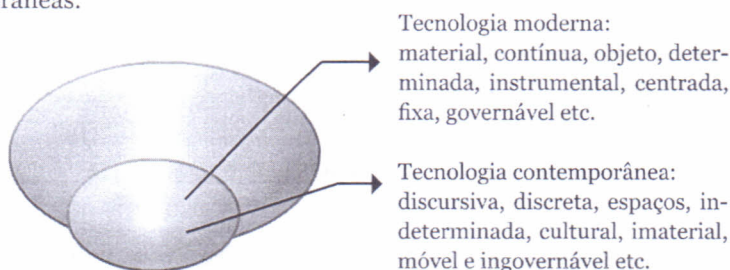 râneas.
Tecnologia moderna:
material, contínua, objeto, deter-
minada, instrumental, centrada,
fixa, governável etc.
Tecnologia contemporânea:
discursiva, discreta, espaços, in-
determinada, cultural, imaterial,
móvel e ingovernável etc.